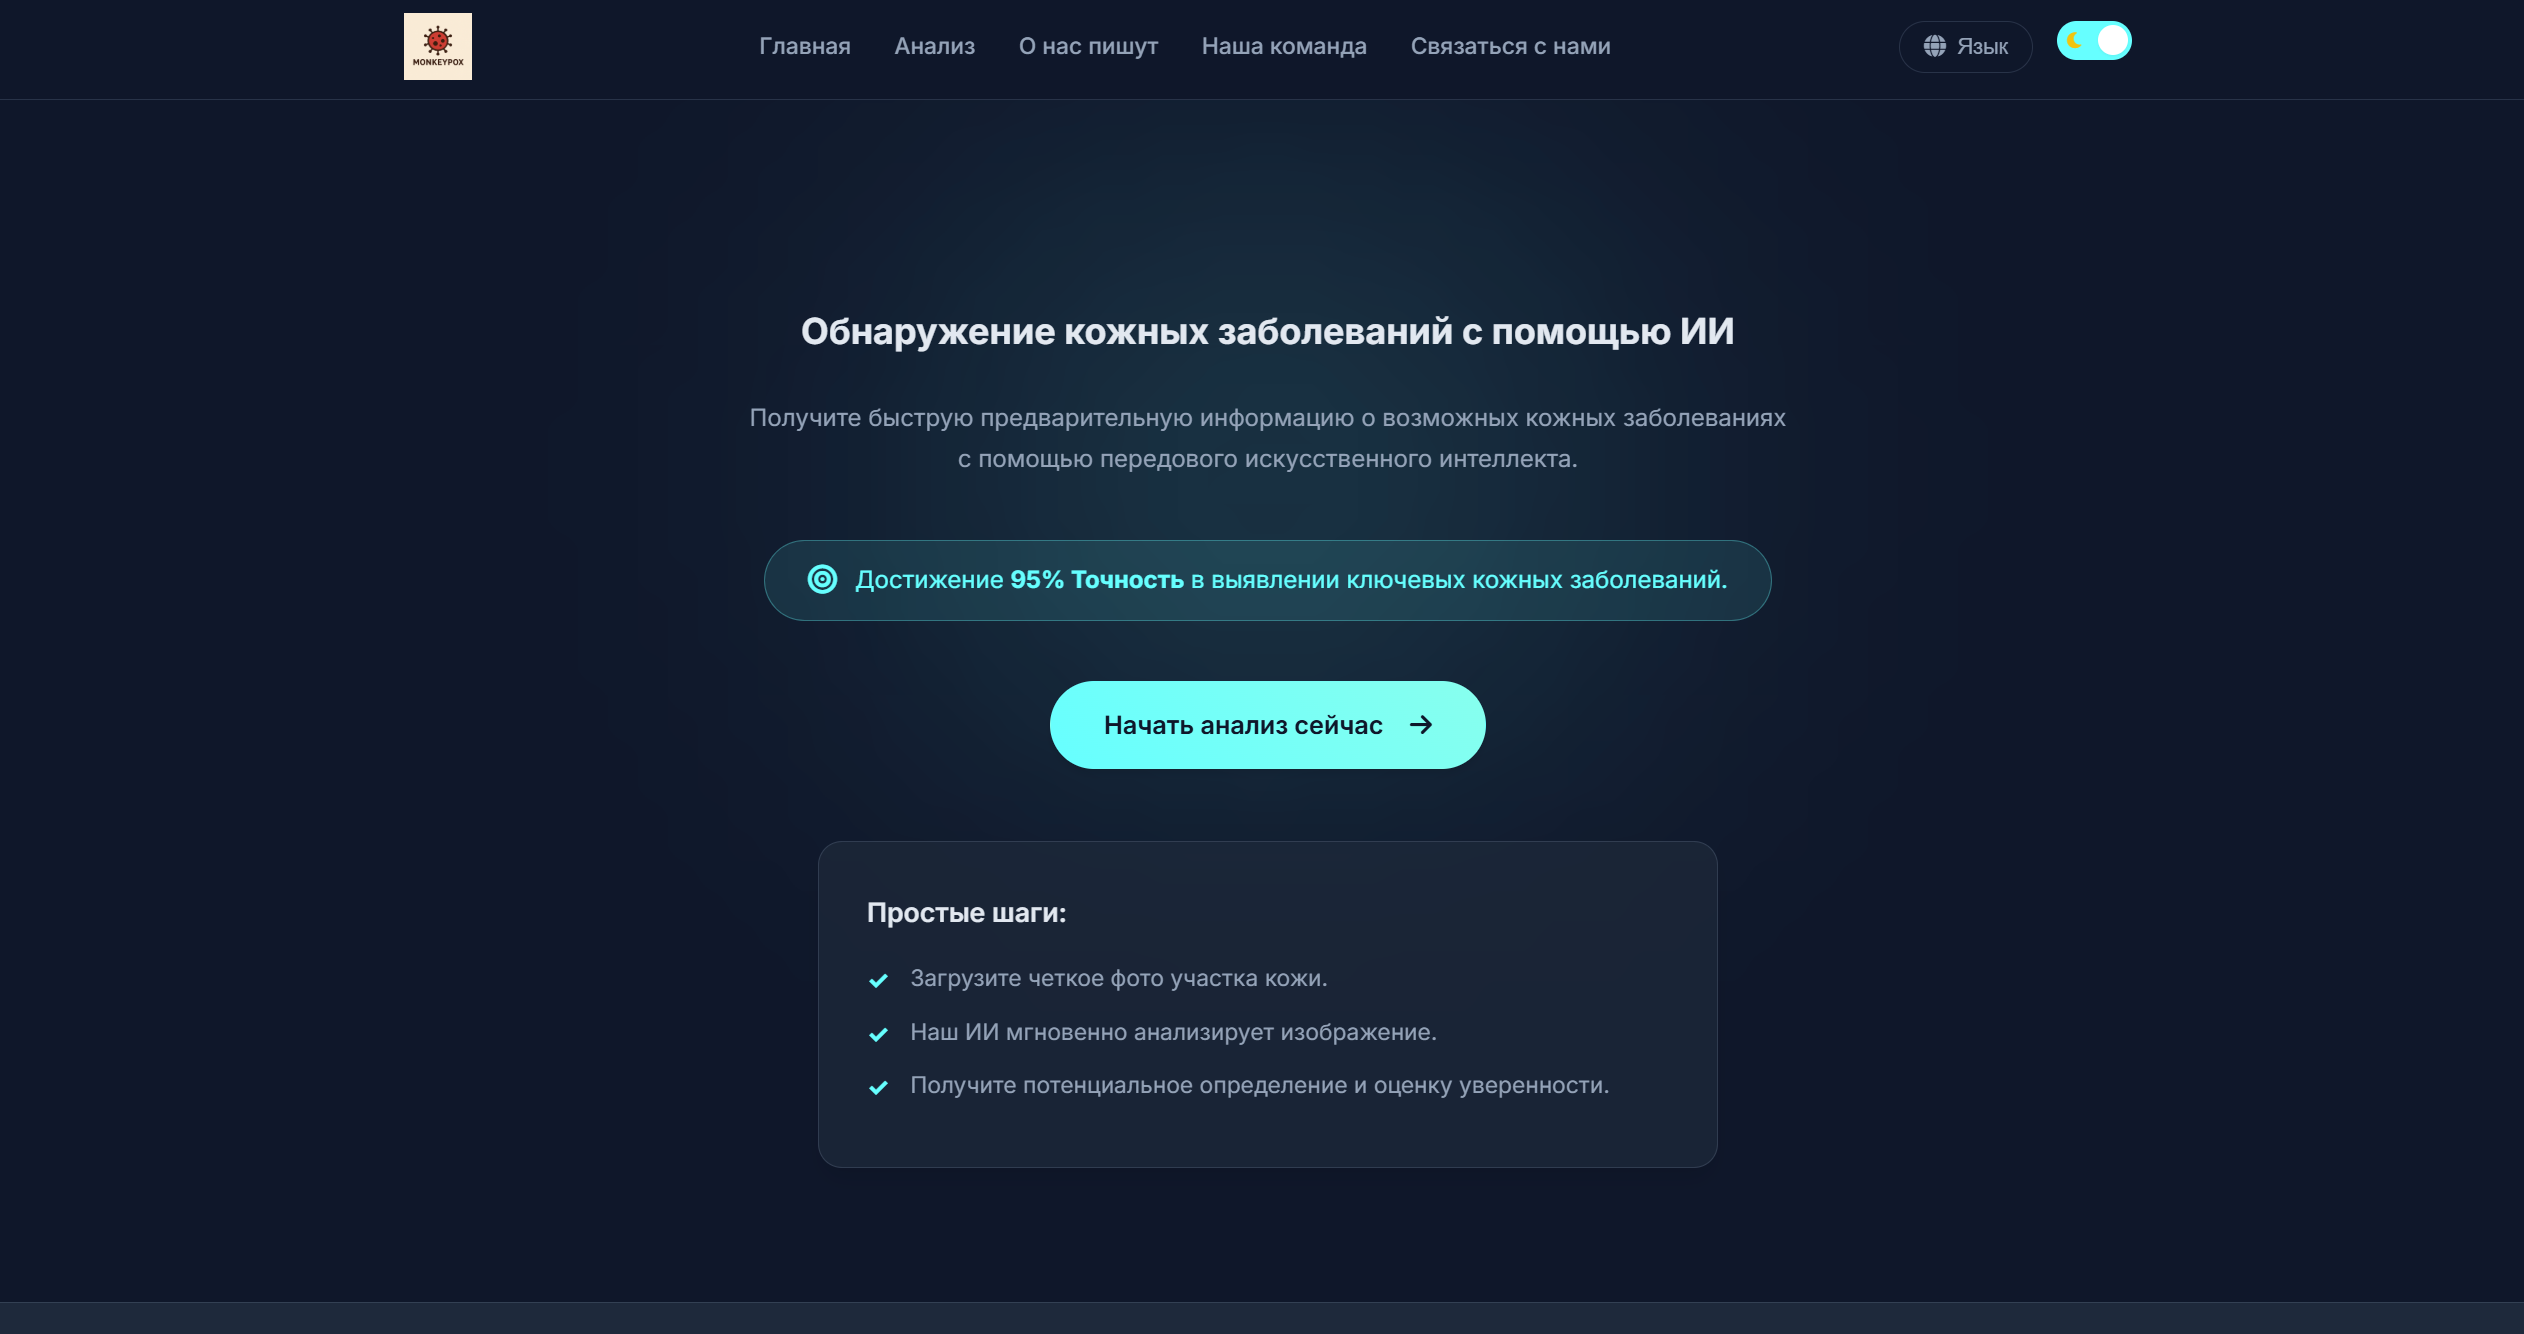 MONKEYPOX
Главная
Анализ
О нас пишут
Наша команда
Связаться с нами
Язык
Обнаружение кожных заболеваний с помощью ИИ
Получите быструю предварительную информацию о возможных кожных заболеваниях
с помощью передового искусственного интеллекта.
Достижение 95% Точность в выявлении ключевых кожных заболеваний.
Начать анализ сейчас
Простые шаги:
Загрузите четкое фото участка кожи.
Наш ИИ мгновенно анализирует изображение.
Получите потенциальное определение и оценку уверенности.